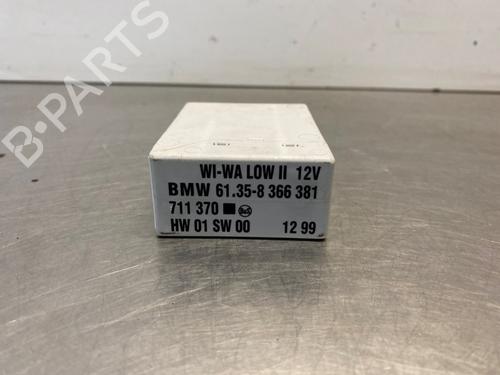 B-PARTS
WI-WA LOW II 12V
BMW 61.35-8 366 381
711 370
HW 01 SW 00 12 99